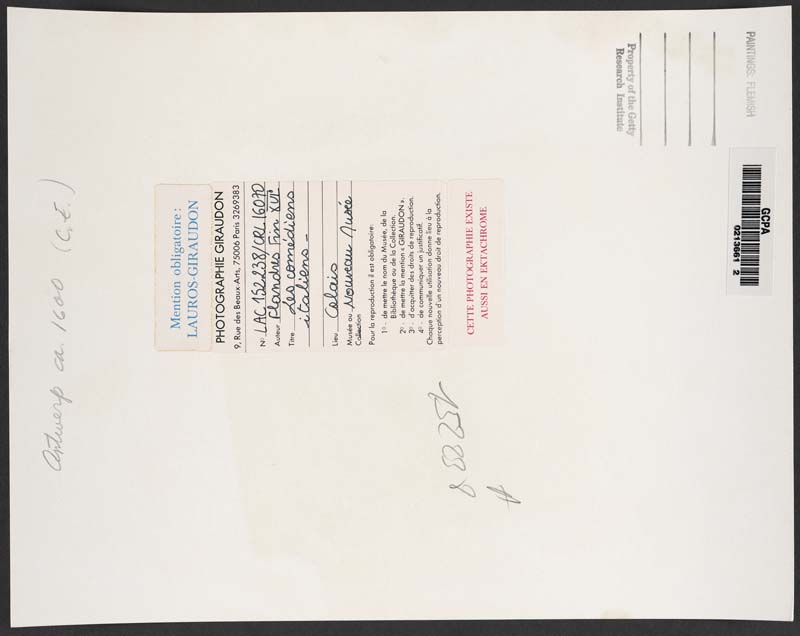 PAINTINGS: FLEMISH
Property of the Getty
Research Institute
GCPA
0213661 2
Antwerp ca. 1600 (C.E.)
Mention obligatoire :
LAUROS-GIRAUDON
PHOTOGRAPHIE GIRAUDON
9, Rue des Beaux-Arts, 75006 Paris 3269383
N° LAC 152238/CRL 16070
Auteur Flandres Fin XVIe
Titre Les comédiens
italiens -
Lieu Calais
Musée ou Nouveau Musée
Collection
Pour la reproduction il est obligatoire:
1° - de mettre le nom du Musée, de la
Bibliothèque ou de la Collection.
2° - de mettre la mention « GIRAUDON ».
3° - d'acquitter des droits de reproduction.
4° - de communiquer un justificatif.
Chaque nouvelle utilisation donne lieu à la
perception d'un nouveau droit de reproduction.
CETTE PHOTOGRAPHIE EXISTE
AUSSI EN EKTACHROME